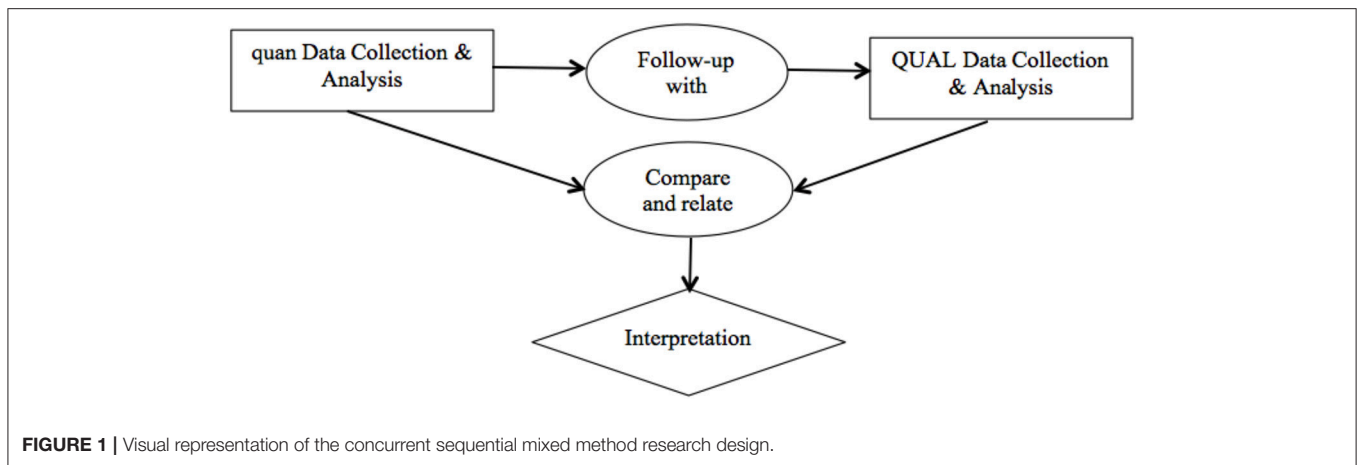 quan Data Collection &
Analysis
Follow-up
with
QUAL Data Collection
& Analysis
Compare
and relate
Interpretation
FIGURE 1 | Visual representation of the concurrent sequential mixed method research design.